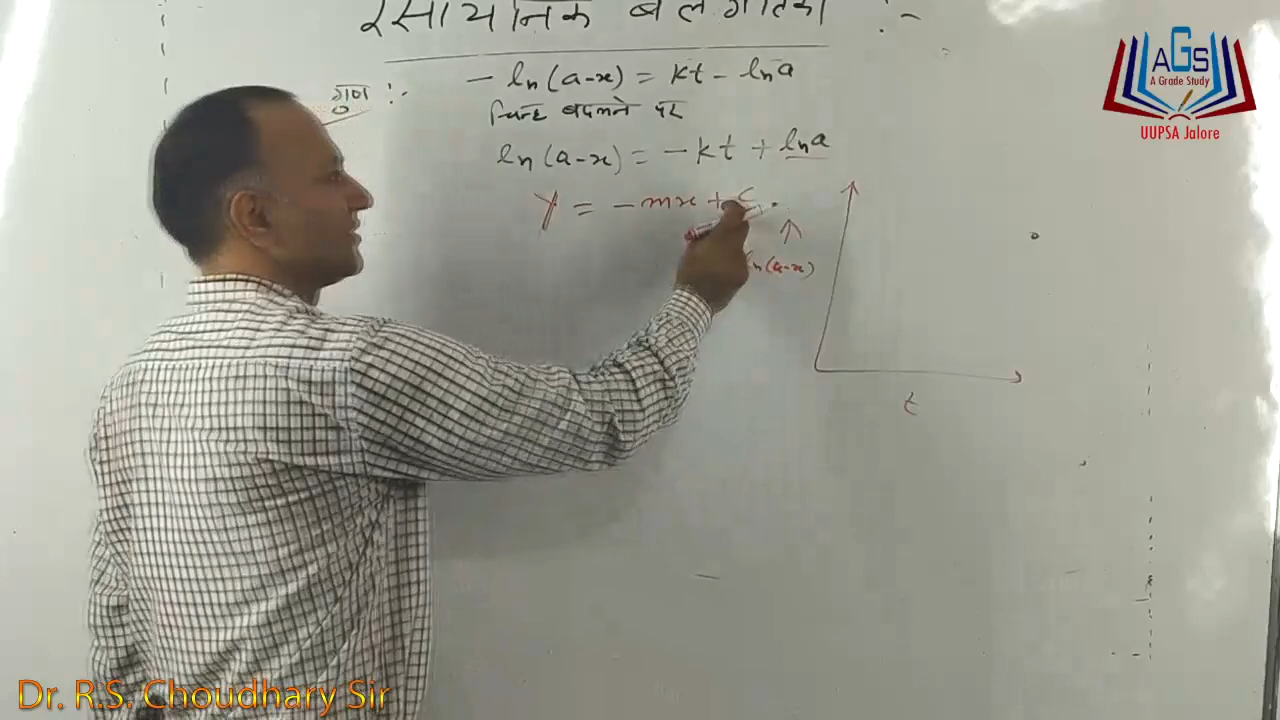 रसायनिक बलगतिकी :-
- ln(a-x) = kt - ln a
गुण :-
चिन्ह बदलने पर
ln(a-x) = - kt + ln a
y = - mx + c
ln(a-x)
t
AGS
A Grade Study
UUPSA Jalore
Dr. R.S. Choudhary Sir